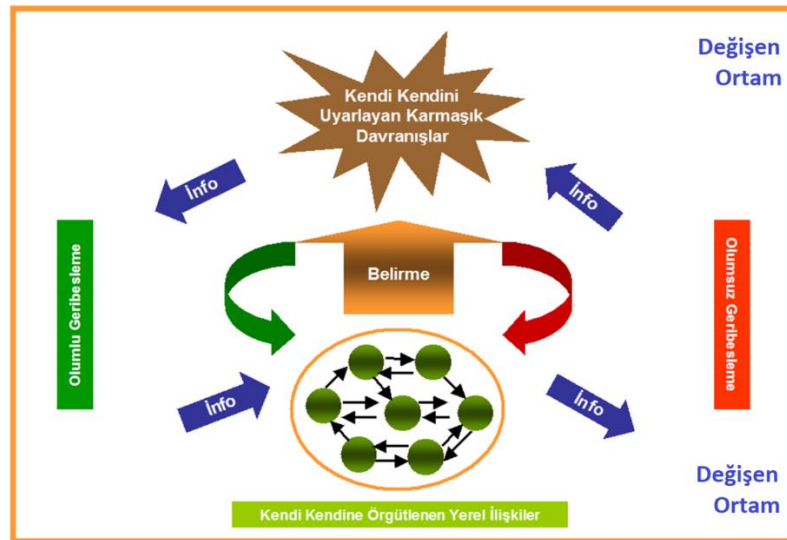 Değişen
Ortam
Kendi Kendini
Uyarlayan Karmaşık
Davranışlar
İnfo
İnfo
Olumlu Geribesleme
Belirme
Olumsuz Geribesleme
İnfo
İnfo
Değişen
Ortam
Kendi Kendine Örgütlenen Yerel İlişkiler